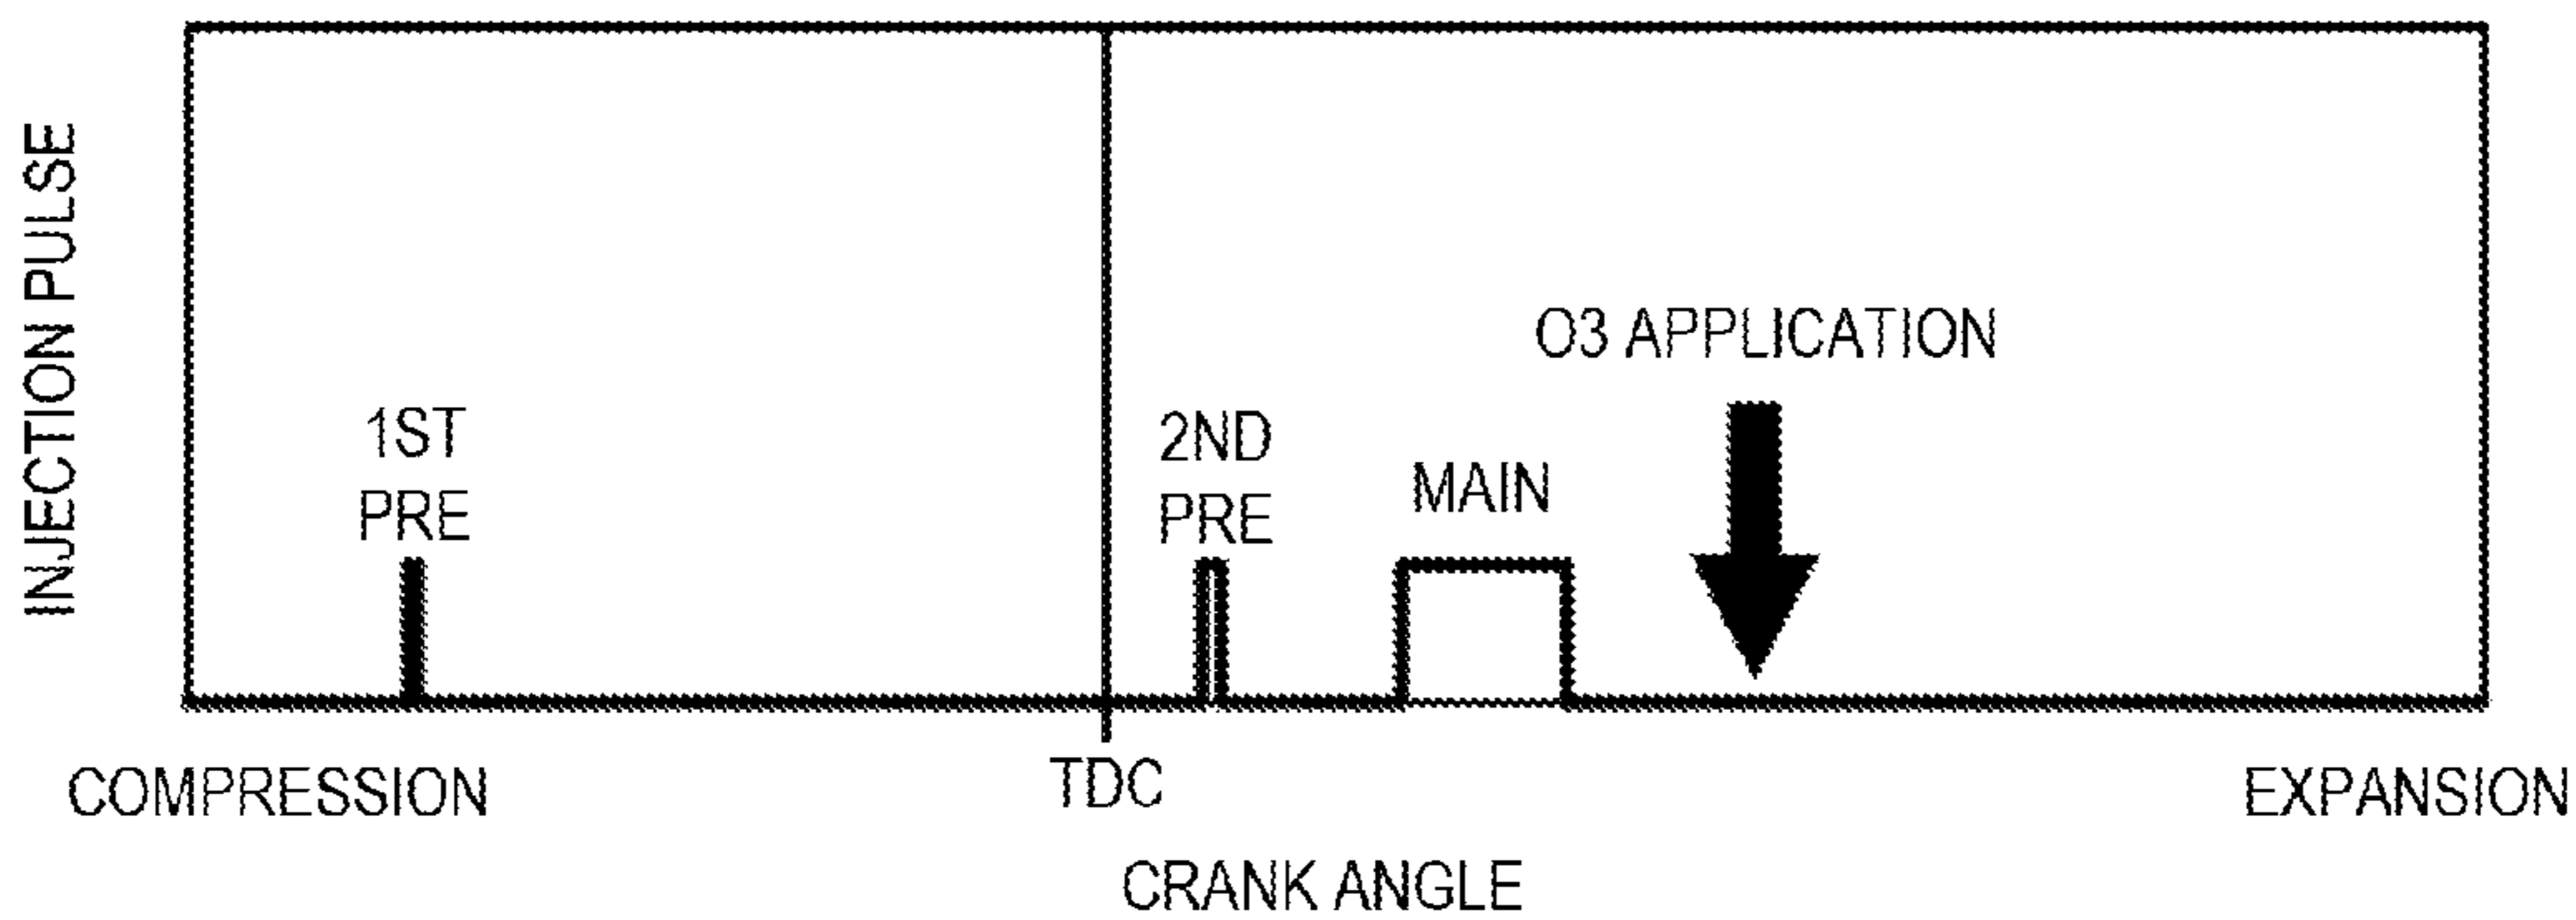 INJECTION PULSE
O3 APPLICATION
1ST
PRE
2ND
PRE
MAIN
COMPRESSION
TDC
EXPANSION
CRANK ANGLE